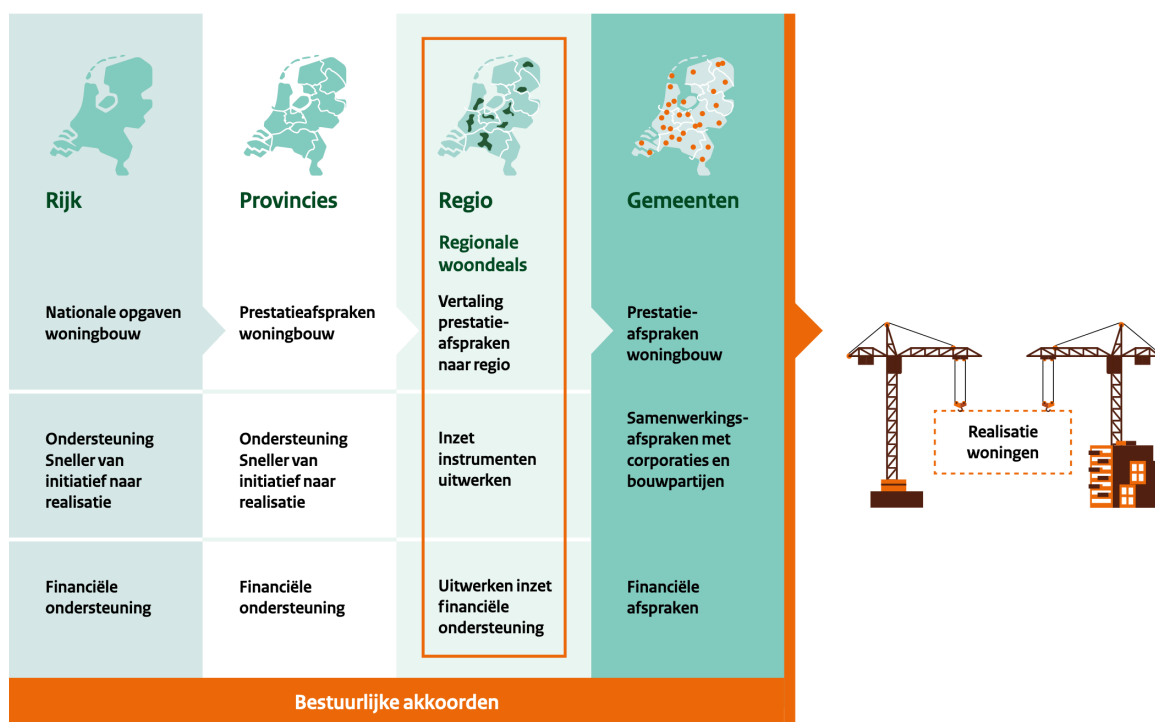 Rijk
Provincies
Regio
Gemeenten
Regionale
woondeals
Nationale opgaven
woningbouw
Prestatieafspraken
woningbouw
Vertaling
prestatie-
afspraken
naar regio
Prestatie-
afspraken
woningbouw
Ondersteuning
Sneller van
initiatief naar
realisatie
Ondersteuning
Sneller van
initiatief naar
realisatie
Inzet
instrumenten
uitwerken
Samenwerkings-
afspraken met
corporaties en
bouwpartijen
Financiële
ondersteuning
Financiële
ondersteuning
Uitwerken inzet
financiële
ondersteuning
Financiële
afspraken
Realisatie
woningen
Bestuurlijke akkoorden